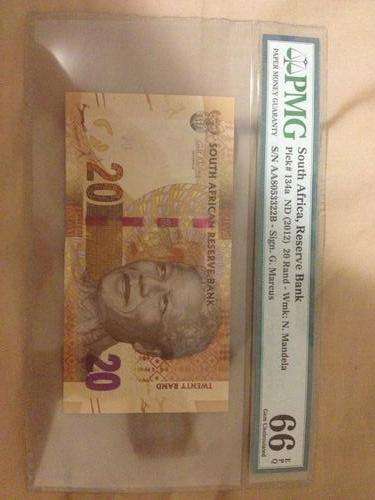 PMG
PAPER MONEY GUARANTY
South Africa, Reserve Bank
Pick# 134a ND (2012) 20 Rand - Wmk: N. Mandela
S/N AA8053322B - Sign. G. Marcus
66
EPQ
Gem Uncirculated
SOUTH AFRICAN RESERVE BANK
20
20
TWENTY RAND